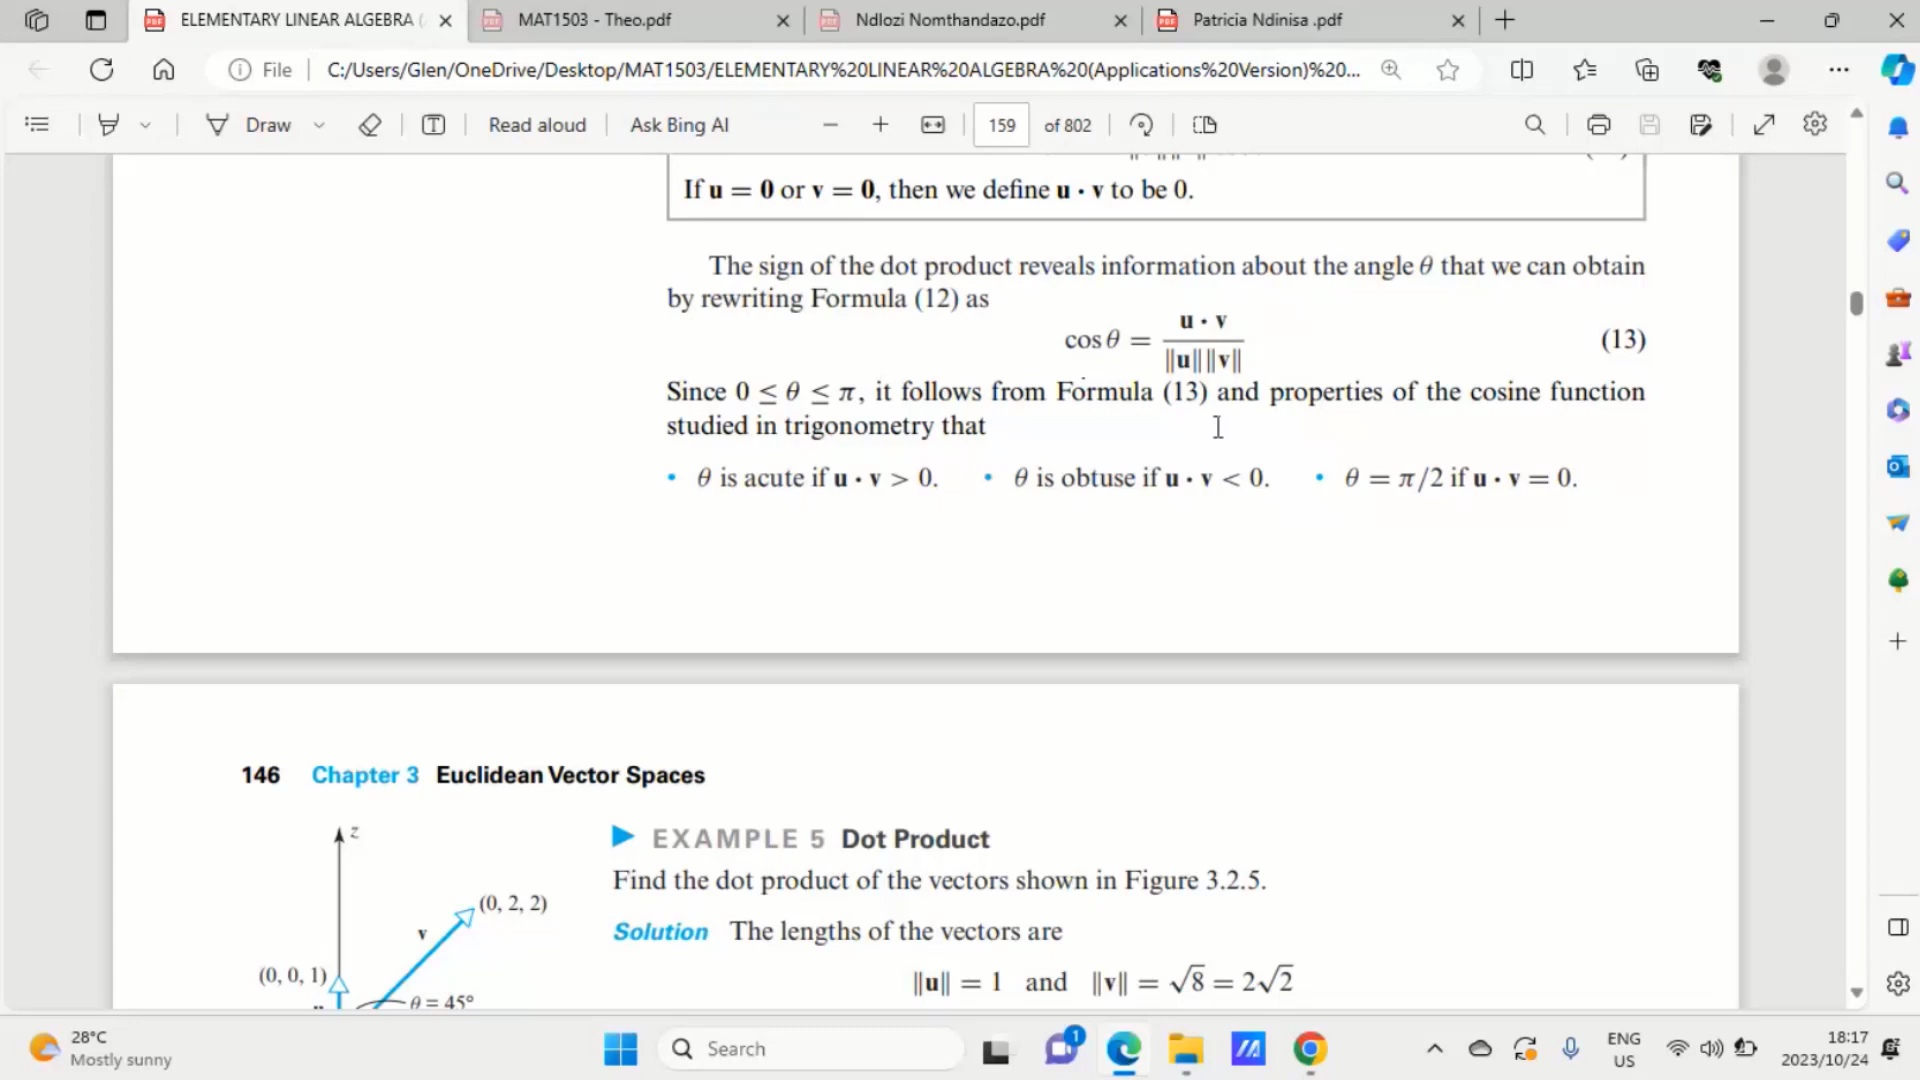 ELEMENTARY LINEAR ALGEBRA (
MAT1503 - Theo.pdf
Ndlozi Nomthandazo.pdf
Patricia Ndinisa .pdf
File
C:/Users/Glen/OneDrive/Desktop/MAT1503/ELEMENTARY%20LINEAR%20ALGEBRA%20(Applications%20Version)%20...
Draw
Read aloud
Ask Bing AI
159 of 802
If u = 0 or v = 0, then we define u · v to be 0.
The sign of the dot product reveals information about the angle θ that we can obtain
by rewriting Formula (12) as
cos θ = u · v / ‖u‖‖v‖ (13)
Since 0 ≤ θ ≤ π, it follows from Formula (13) and properties of the cosine function
studied in trigonometry that
• θ is acute if u · v > 0. • θ is obtuse if u · v < 0. • θ = π/2 if u · v = 0.
146 Chapter 3 Euclidean Vector Spaces
z
(0, 2, 2)
v
(0, 0, 1)
θ = 45°
EXAMPLE 5 Dot Product
Find the dot product of the vectors shown in Figure 3.2.5.
Solution The lengths of the vectors are
‖u‖ = 1 and ‖v‖ = √8 = 2√2
28°C
Mostly sunny
Search
1
ENG
US
18:17
2023/10/24